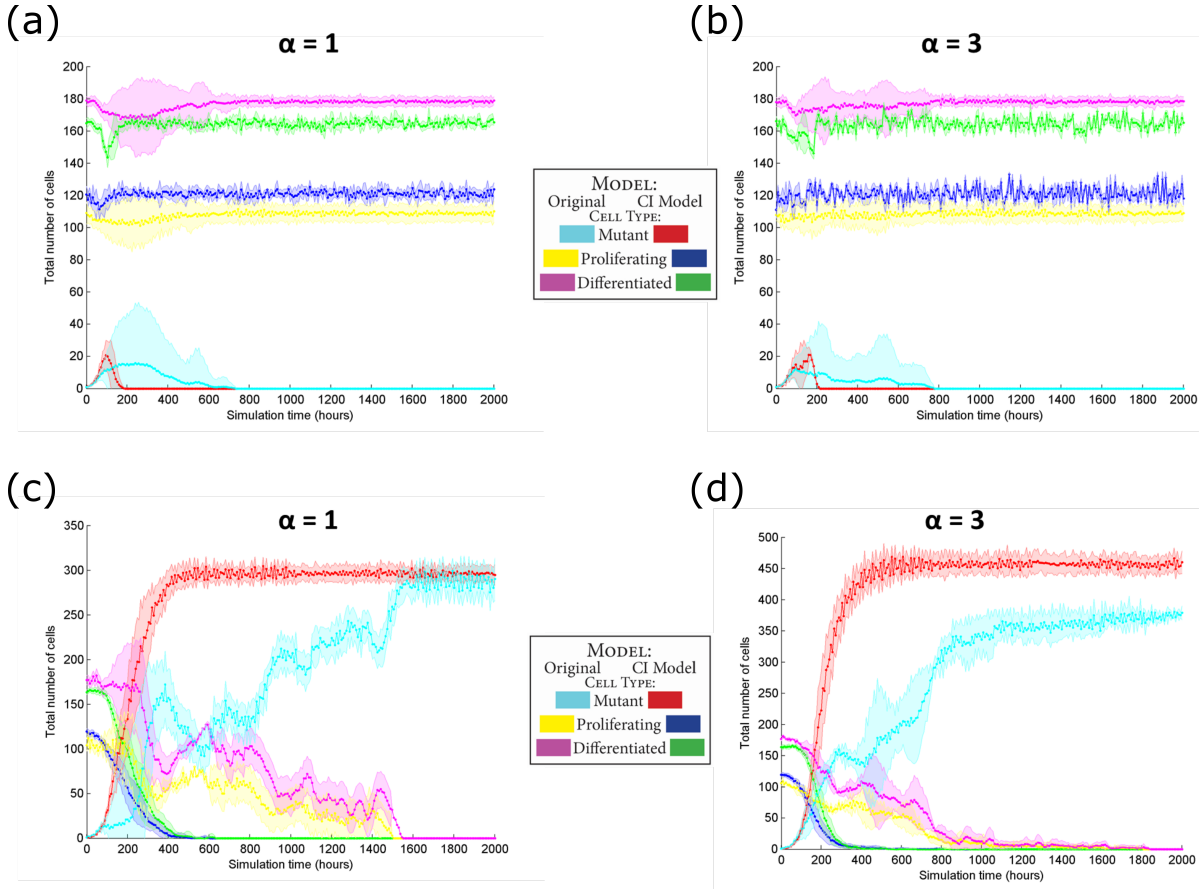 (a)
α = 1
200
180
160
140
120
100
80
60
40
20
0
Total number of cells
0 200 400 600 800 1000 1200 1400 1600 1800 2000
Simulation time (hours)
(b)
α = 3
200
180
160
140
120
100
80
60
40
20
0
Total number of cells
0 200 400 600 800 1000 1200 1400 1600 1800 2000
Simulation time (hours)
MODEL:
Original CI Model
CELL TYPE:
Mutant
Proliferating
Differentiated
(c)
α = 1
350
300
250
200
150
100
50
0
Total number of cells
0 200 400 600 800 1000 1200 1400 1600 1800 2000
Simulation time (hours)
(d)
α = 3
500
450
400
350
300
250
200
150
100
50
0
Total number of cells
0 200 400 600 800 1000 1200 1400 1600 1800 2000
Simulation time (hours)
MODEL:
Original CI Model
CELL TYPE:
Mutant
Proliferating
Differentiated